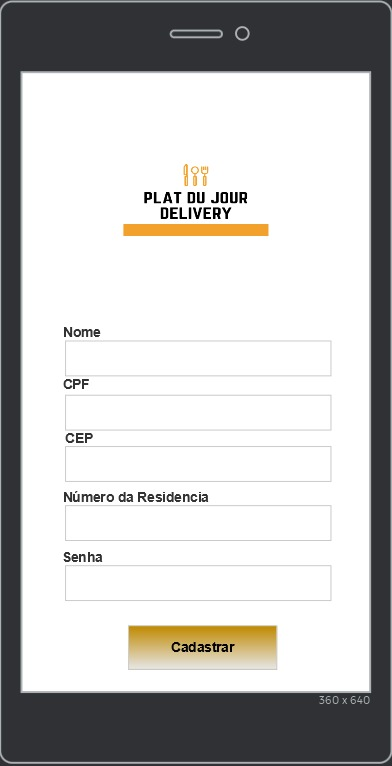 PLAT DU JOUR
DELIVERY
Nome
CPF
CEP
Número da Residencia
Senha
Cadastrar
360 x 640